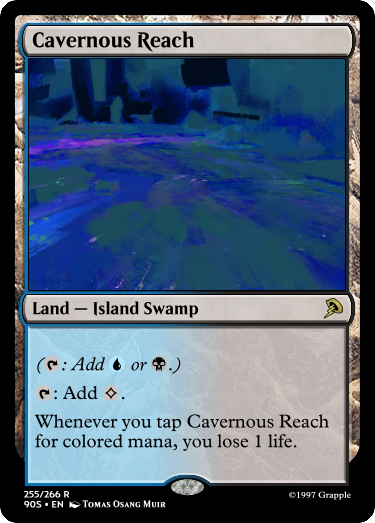 Cavernous Reach
Land — Island Swamp
(: Add or .)
: Add .
Whenever you tap Cavernous Reach
for colored mana, you lose 1 life.
255/266 R
90S • EN Tomas Osang Muir
©1997 Grapple